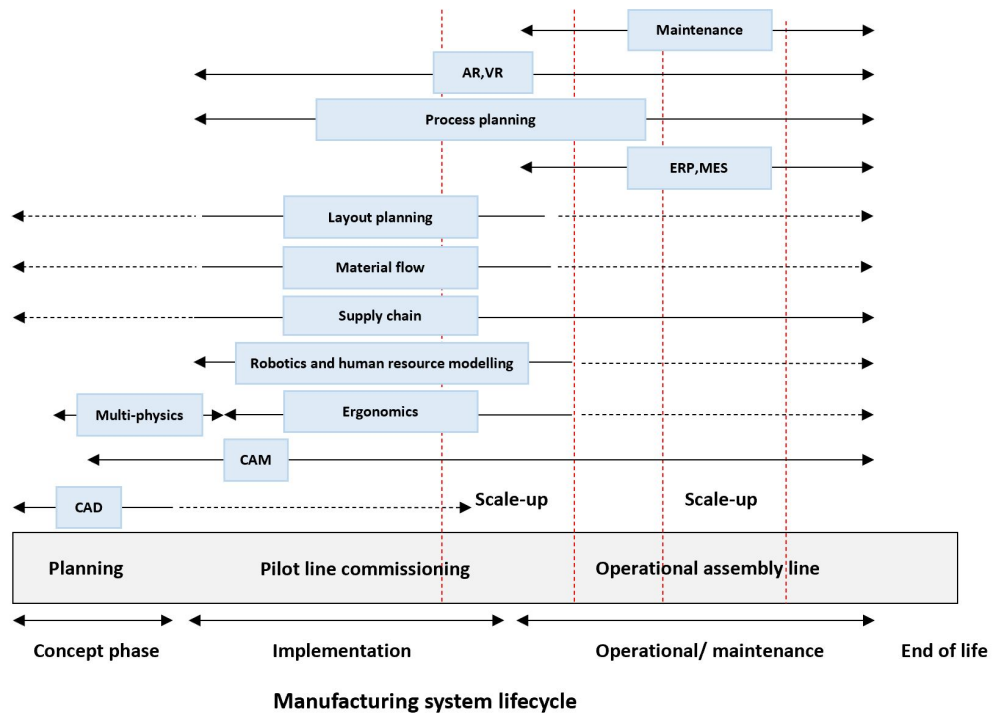 Maintenance
AR,VR
Process planning
ERP,MES
Layout planning
Material flow
Supply chain
Robotics and human resource modelling
Multi-physics
Ergonomics
CAM
CAD
Scale-up
Scale-up
Planning
Pilot line commissioning
Operational assembly line
Concept phase
Implementation
Operational/ maintenance
End of life
Manufacturing system lifecycle